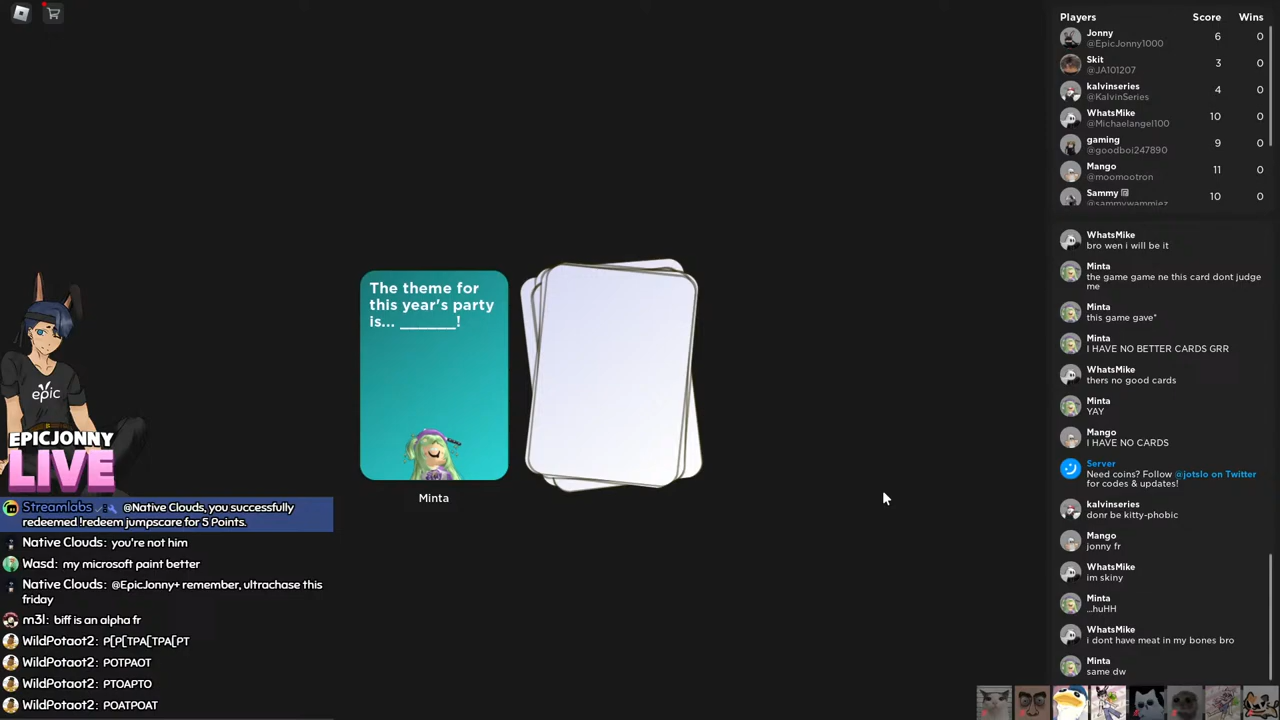 Players Score Wins
Jonny
@EpicJonny1000
6 0
Skit
@JA101207
3 0
kalvinseries
@KalvinSeries
4 0
WhatsMike
@Michaelangel100
10 0
gaming
@goodboi247890
9 0
Mango
@moomootron
11 0
Sammy
@sammywammiez
10 0
The theme for
this year's party
is... ______!
Minta
WhatsMike
bro wen i will be it
Minta
the game game ne this card dont judge
me
Minta
this game gave*
Minta
I HAVE NO BETTER CARDS GRR
WhatsMike
thers no good cards
Minta
YAY
Mango
I HAVE NO CARDS
Server
Need coins? Follow @jotslo on Twitter
for codes & updates!
kalvinseries
donr be kitty-phobic
Mango
jonny fr
WhatsMike
im skiny
Minta
...huHH
WhatsMike
i dont have meat in my bones bro
Minta
same dw
epic
EPICJONNY
LIVE
Streamlabs @Native Clouds, you successfully
redeemed !redeem jumpscare for 5 Points.
Native Clouds: you're not him
Wasd: my microsoft paint better
Native Clouds: @EpicJonny+ remember, ultrachase this
friday
m3l: biff is an alpha fr
WildPotaot2: P[P[TPA[TPA[PT
WildPotaot2: POTPAOT
WildPotaot2: PTOAPTO
WildPotaot2: POATPOAT